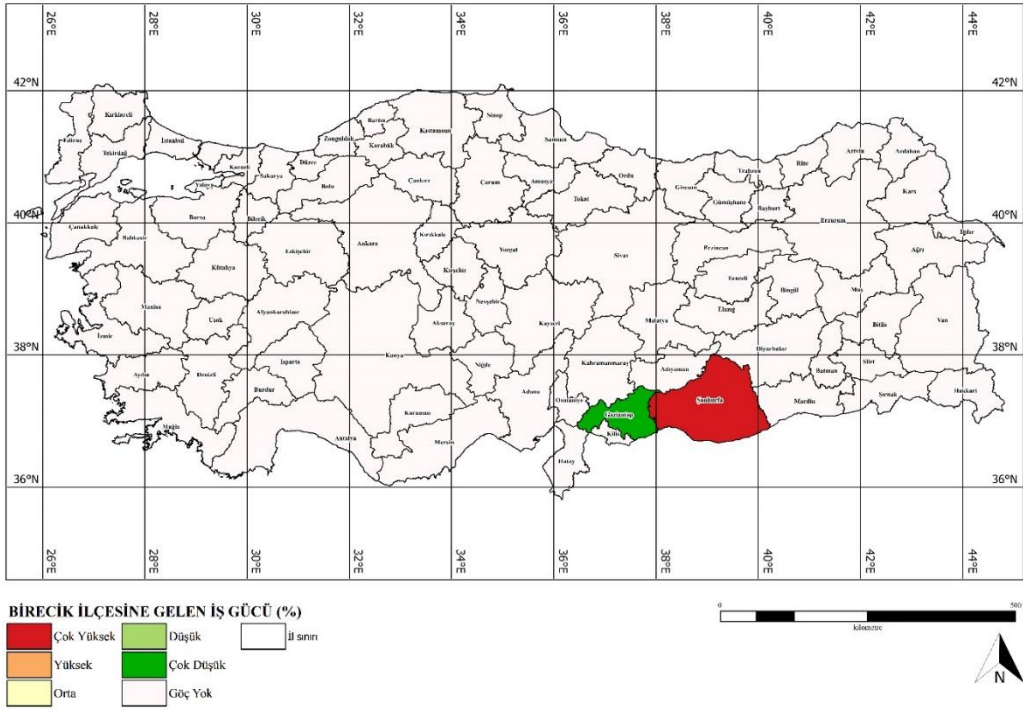 26°E 28°E 30°E 32°E 34°E 36°E 38°E 40°E 42°E 44°E
42°N 42°N
Kırklareli
Edirne
Tekirdağ
İstanbul
Kocaeli
Yalova
Sakarya
Düzce
Zonguldak
Bartın
Karabük
Kastamonu
Sinop
Samsun
Bolu
Çankırı
Çorum
Amasya
Ordu
Tokat
Giresun
Trabzon
Gümüşhane
Bayburt
Rize
Artvin
Ardahan
Kars
Erzurum
40°N 40°N
Çanakkale
Balıkesir
Bursa
Bilecik
Eskişehir
Ankara
Kırıkkale
Yozgat
Sivas
Erzincan
Tunceli
Ağrı
Iğdır
Kütahya
Kırşehir
Nevşehir
Manisa
Uşak
Afyonkarahisar
Aksaray
Kayseri
Malatya
Elazığ
Bingöl
Muş
Bitlis
Van
İzmir
Konya
38°N 38°N
Aydın
Denizli
Isparta
Burdur
Niğde
Kahramanmaraş
Adıyaman
Diyarbakır
Batman
Siirt
Şırnak
Hakkari
Muğla
Antalya
Karaman
Mersin
Adana
Osmaniye
Gaziantep
Kilis
Şanlıurfa
Mardin
Hatay
36°N 36°N
26°E 28°E 30°E 32°E 34°E 36°E 38°E 40°E 42°E 44°E
BİRECİK İLÇESİNE GELEN İŞ GÜCÜ (%)
Çok Yüksek Düşük İl sınırı
Yüksek Çok Düşük
Orta Göç Yok
0 500
kilometre
N